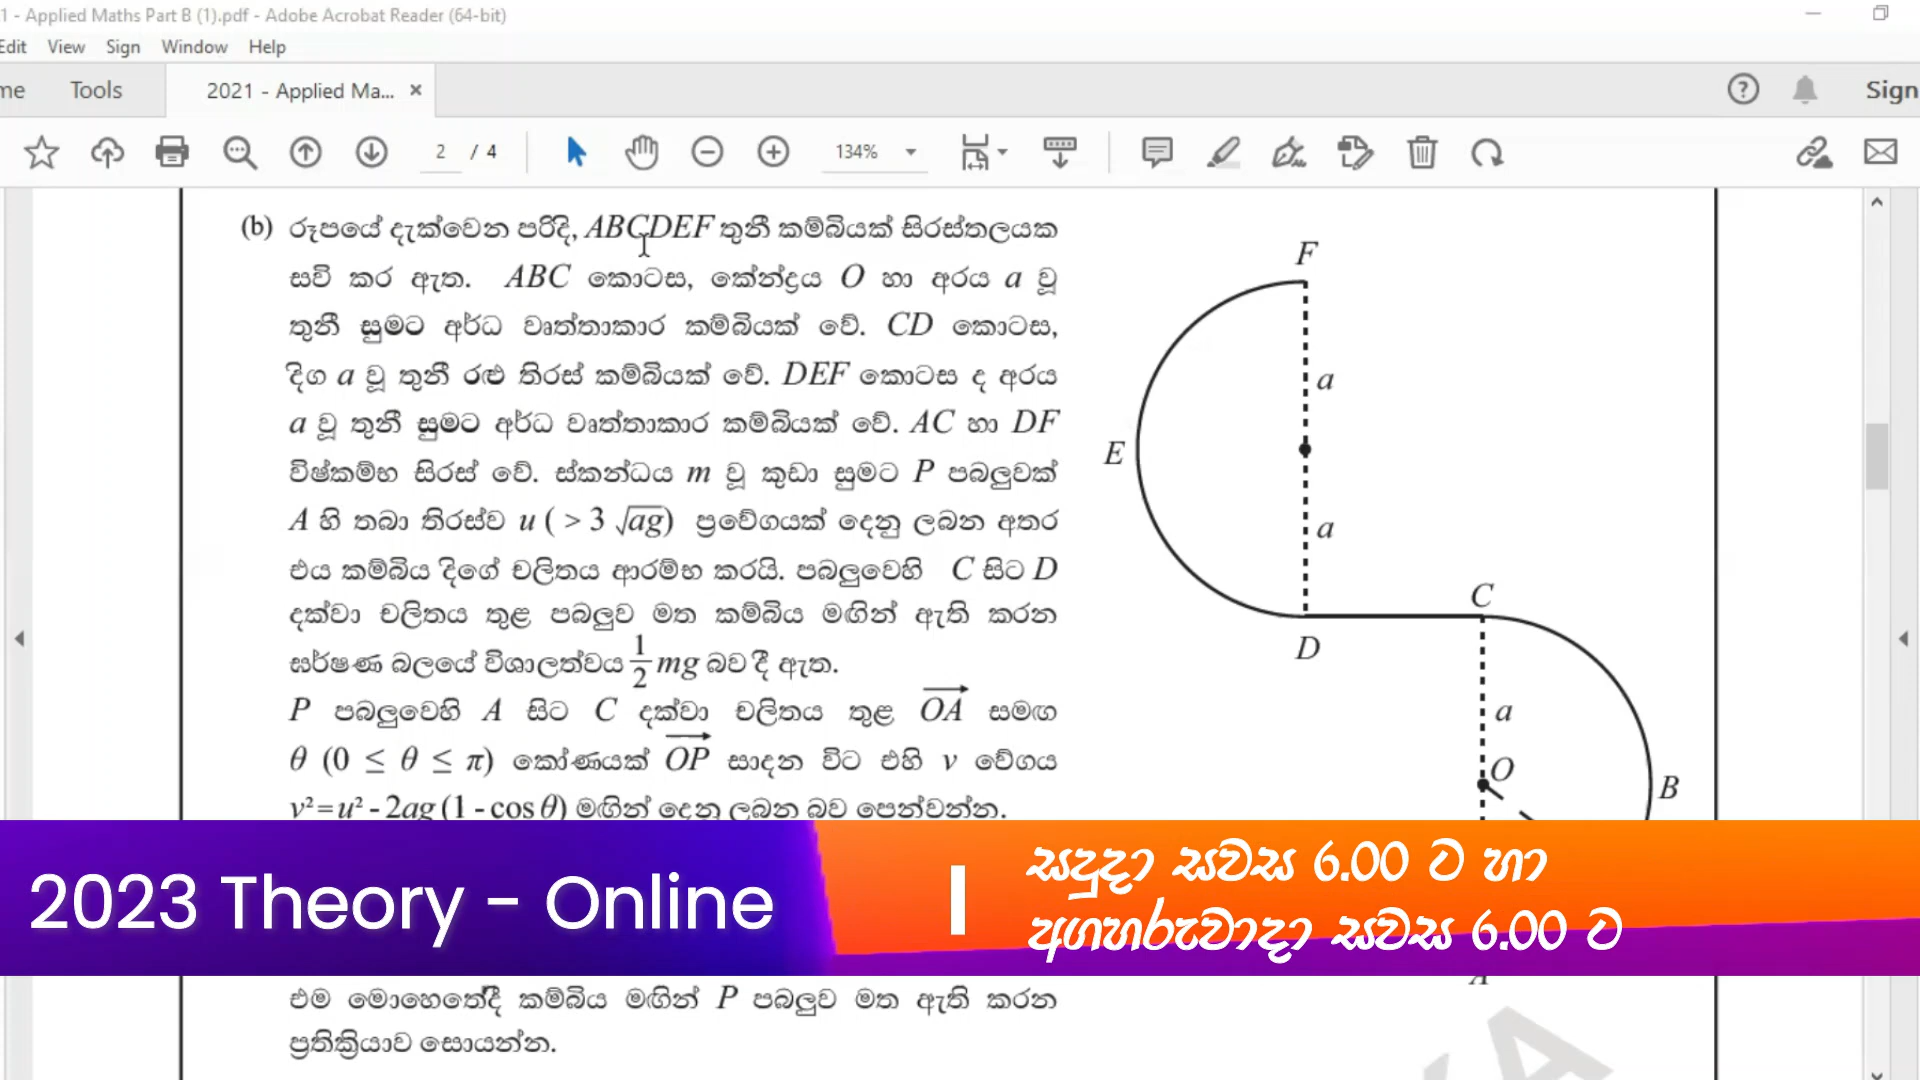 1 - Applied Maths Part B (1).pdf - Adobe Acrobat Reader (64-bit)
Edit View Sign Window Help
me Tools 2021 - Applied Ma... × Sign
2 / 4 134%
(b) රූපයේ දැක්වෙන පරිදි, ABCDEF තුනී කම්බියක් සිරස්තලයක
සවි කර ඇත. ABC කොටස, කේන්ද්‍රය O හා අරය a වූ
තුනී සුමට අර්ධ වෘත්තාකාර කම්බියක් වේ. CD කොටස,
දිග a වූ තුනී රළු තිරස් කම්බියක් වේ. DEF කොටස ද අරය
a වූ තුනී සුමට අර්ධ වෘත්තාකාර කම්බියක් වේ. AC හා DF
විෂ්කම්භ සිරස් වේ. ස්කන්ධය m වූ කුඩා සුමට P පබලුවක්
A හි තබා තිරස්ව u ( > 3 √ag) ප්‍රවේගයක් දෙනු ලබන අතර
එය කම්බිය දිගේ චලිතය ආරම්භ කරයි. පබලුවෙහි C සිට D
දක්වා චලිතය තුළ පබලුව මත කම්බිය මඟින් ඇති කරන
ඝර්ෂණ බලයේ විශාලත්වය 1/2 mg බව දී ඇත.
P පබලුවෙහි A සිට C දක්වා චලිතය තුළ OA සමඟ
θ (0 ≤ θ ≤ π) කෝණයක් OP සාදන විට එහි v වේගය
v²=u² - 2ag (1 - cos θ) මඟින් දෙනු ලබන බව පෙන්වන්න.
F
a
E
a
C
D
a
O
B
A
2023 Theory - Online
සඳුදා සවස 6.00 ට හා
අඟහරුවාදා සවස 6.00 ට
එම මොහොතේදී කම්බිය මඟින් P පබලුව මත ඇති කරන
ප්‍රතික්‍රියාව සොයන්න.